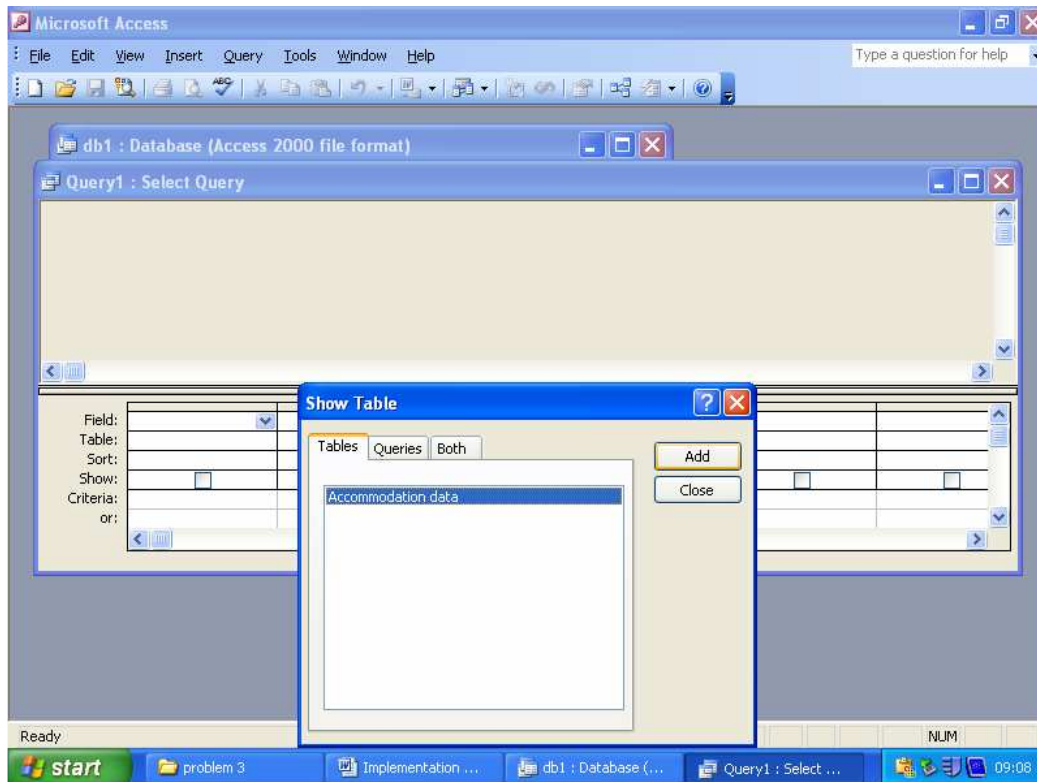 Microsoft Access
File Edit View Insert Query Tools Window Help
Type a question for help
ABC
db1 : Database (Access 2000 file format)
Query1 : Select Query
Field:
Table:
Sort:
Show:
Criteria:
or:
Show Table
Tables Queries Both
Accommodation data
Add
Close
Ready
NUM
start
problem 3
Implementation ...
db1 : Database (...
Query1 : Select ...
09:08